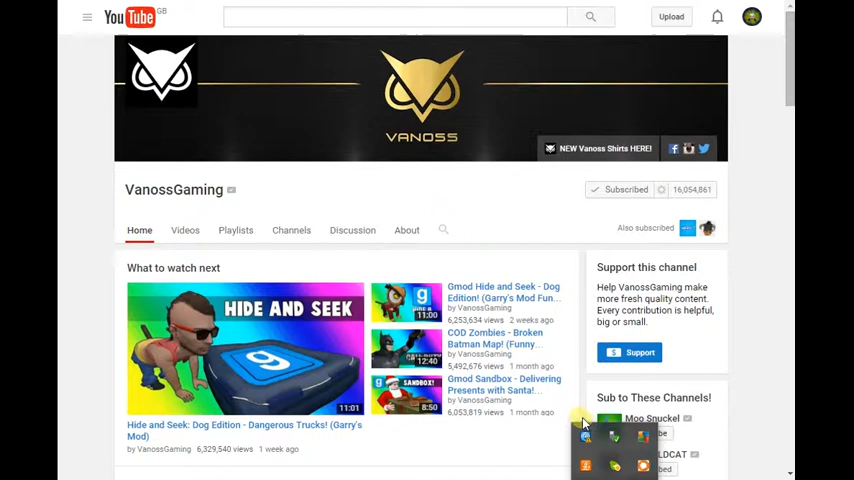 YouTube GB
Upload
VANOSS
NEW Vanoss Shirts HERE!
VanossGaming
Subscribed 16,054,861
Home Videos Playlists Channels Discussion About
Also subscribed
What to watch next
HIDE AND SEEK
11:01
Hide and Seek: Dog Edition - Dangerous Trucks! (Garry's
Mod)
by VanossGaming 6,329,540 views 1 week ago
11:00
Gmod Hide and Seek - Dog
Edition! (Garry's Mod Fun...
by VanossGaming
6,253,634 views 2 weeks ago
12:40
COD Zombies - Broken
Batman Map! (Funny...
by VanossGaming
5,492,676 views 1 month ago
SANDBOX!
8:50
Gmod Sandbox - Delivering
Presents with Santa!...
by VanossGaming
6,053,819 views 1 month ago
Support this channel
Help VanossGaming make
more fresh quality content.
Every contribution is helpful,
big or small.
$ Support
Sub to These Channels!
Moo Snuckel
be
LDCAT
bed